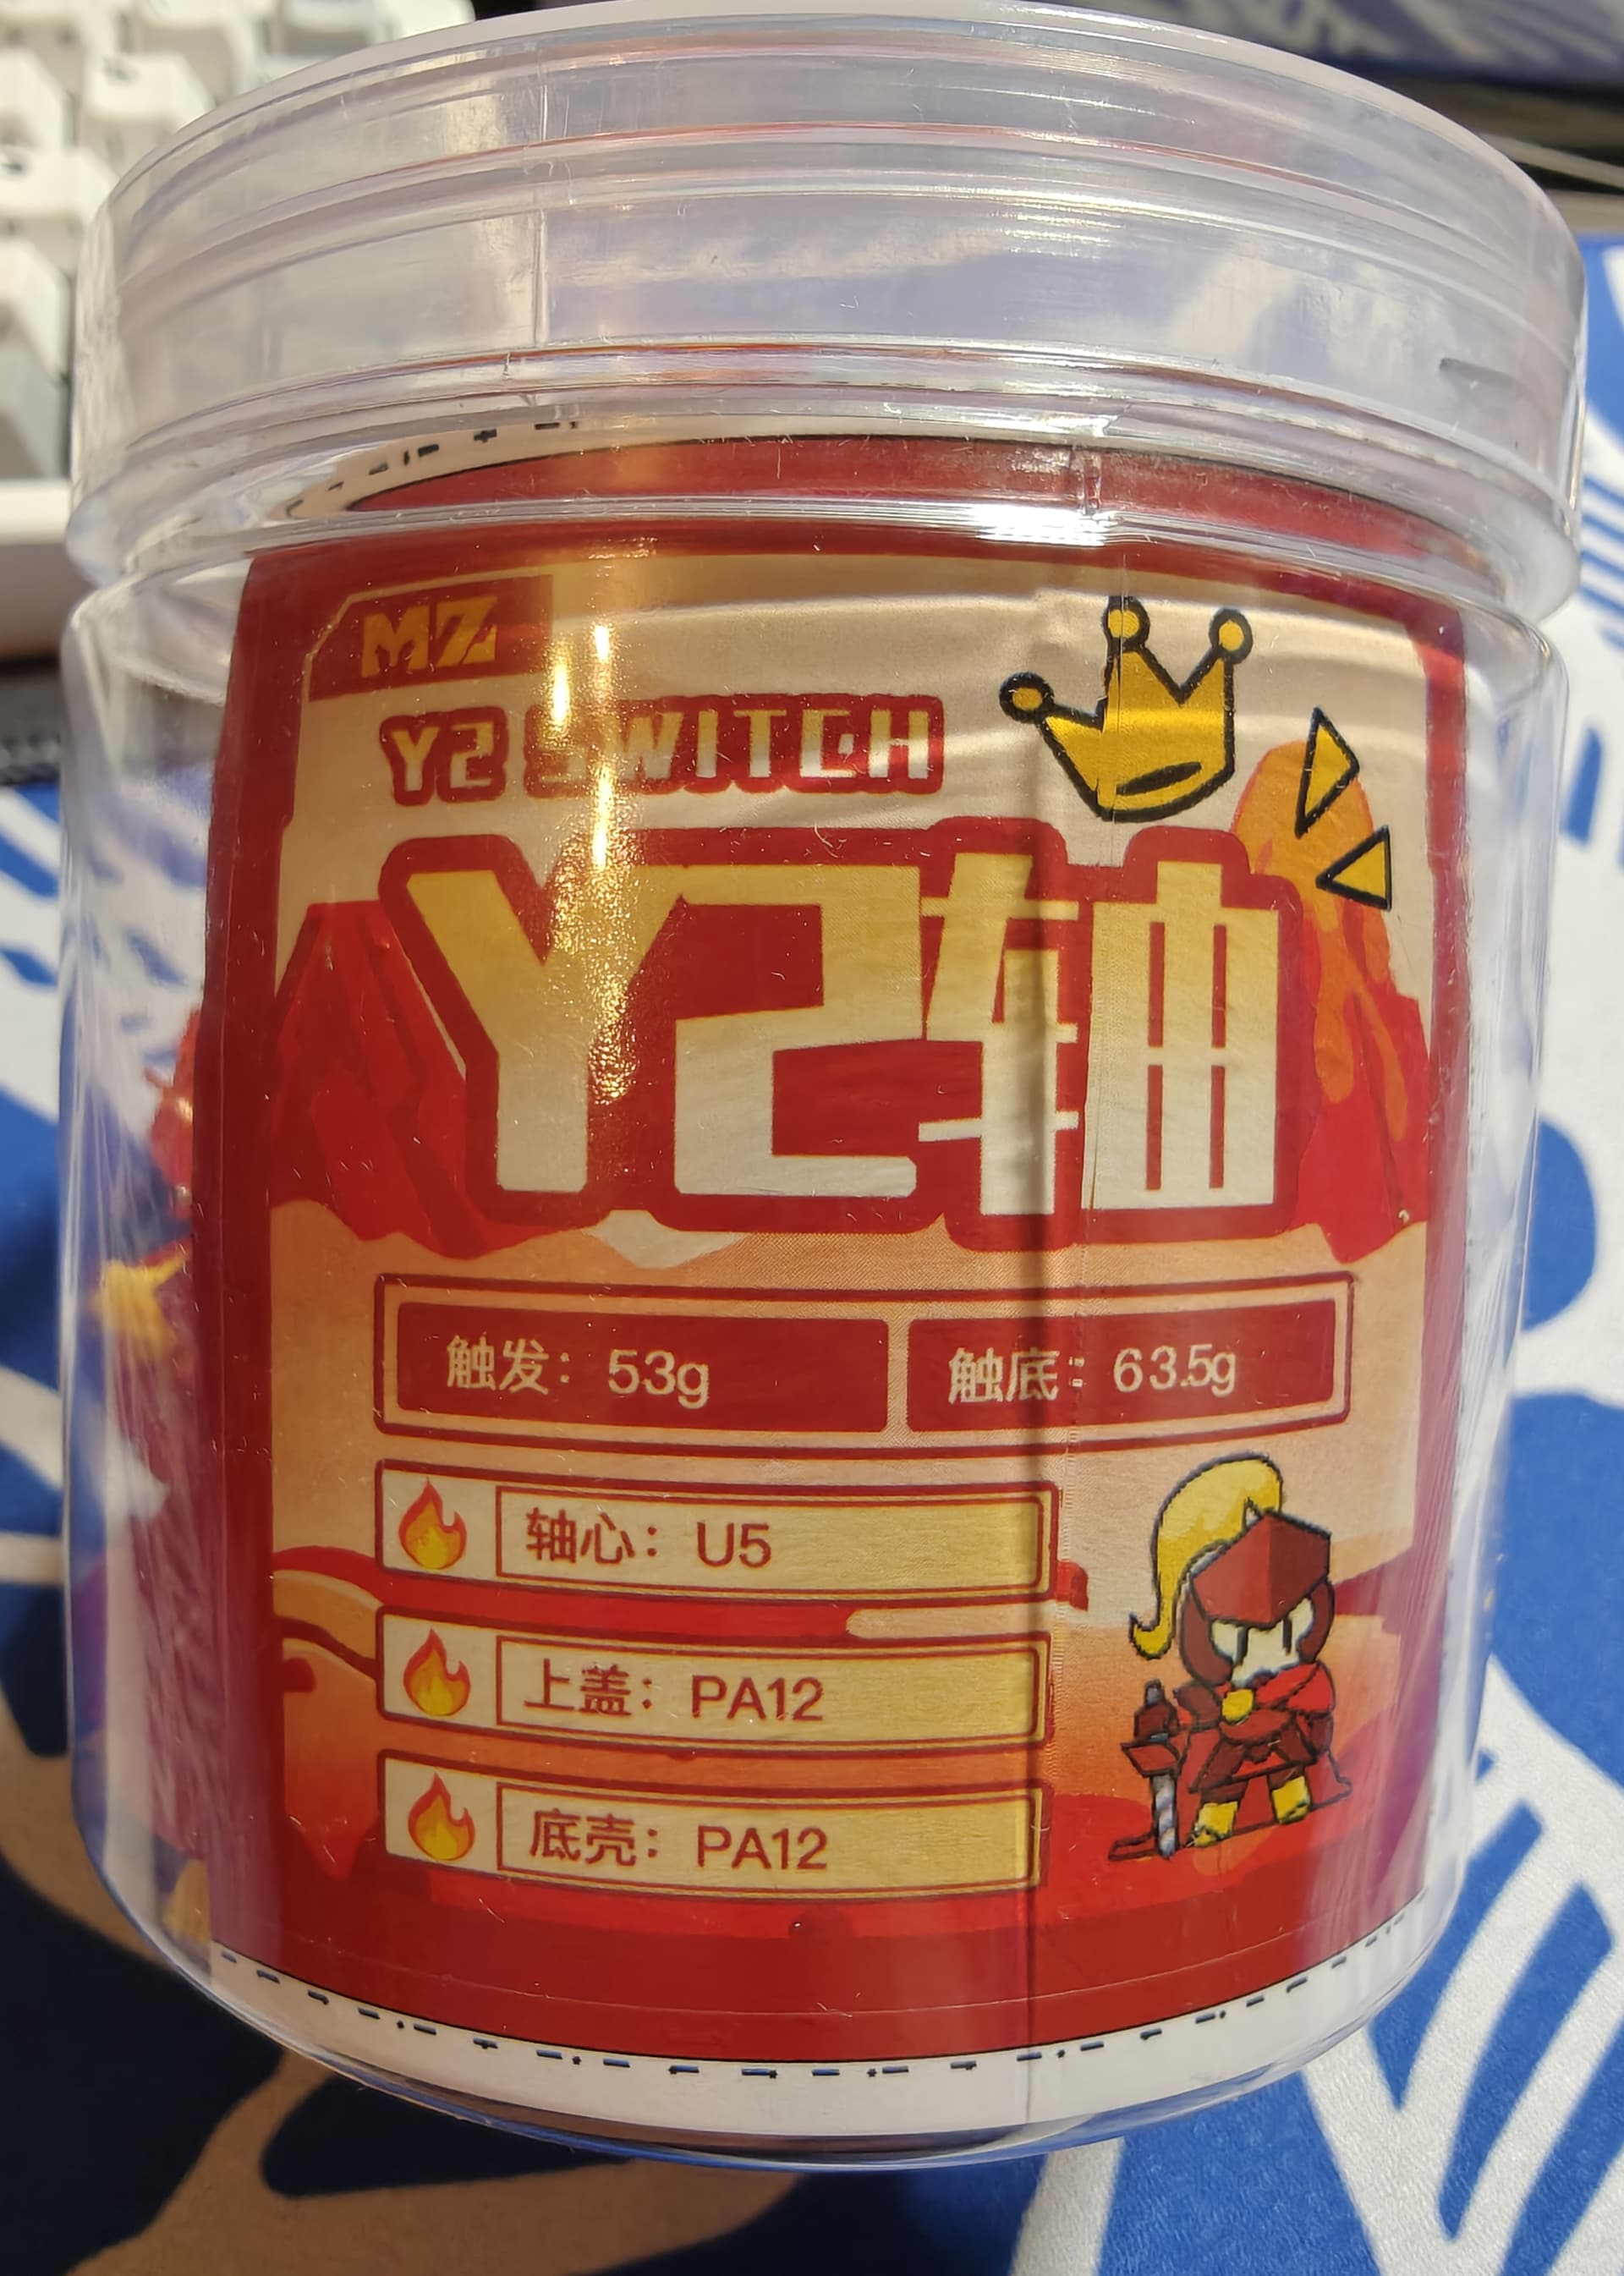 MZ
Y2 SWITCH
Y2轴
触发：53g 触底：63.5g
轴心：U5
上盖：PA12
底壳：PA12